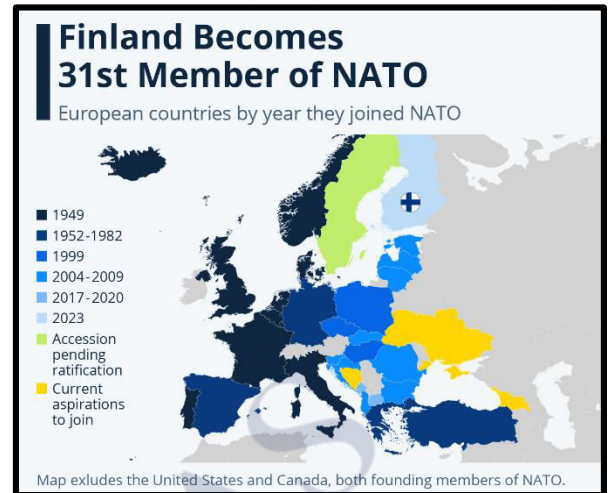 Finland Becomes
31st Member of NATO
European countries by year they joined NATO
1949
1952-1982
1999
2004-2009
2017-2020
2023
Accession
pending
ratification
Current
aspirations
to join
Map exludes the United States and Canada, both founding members of NATO.